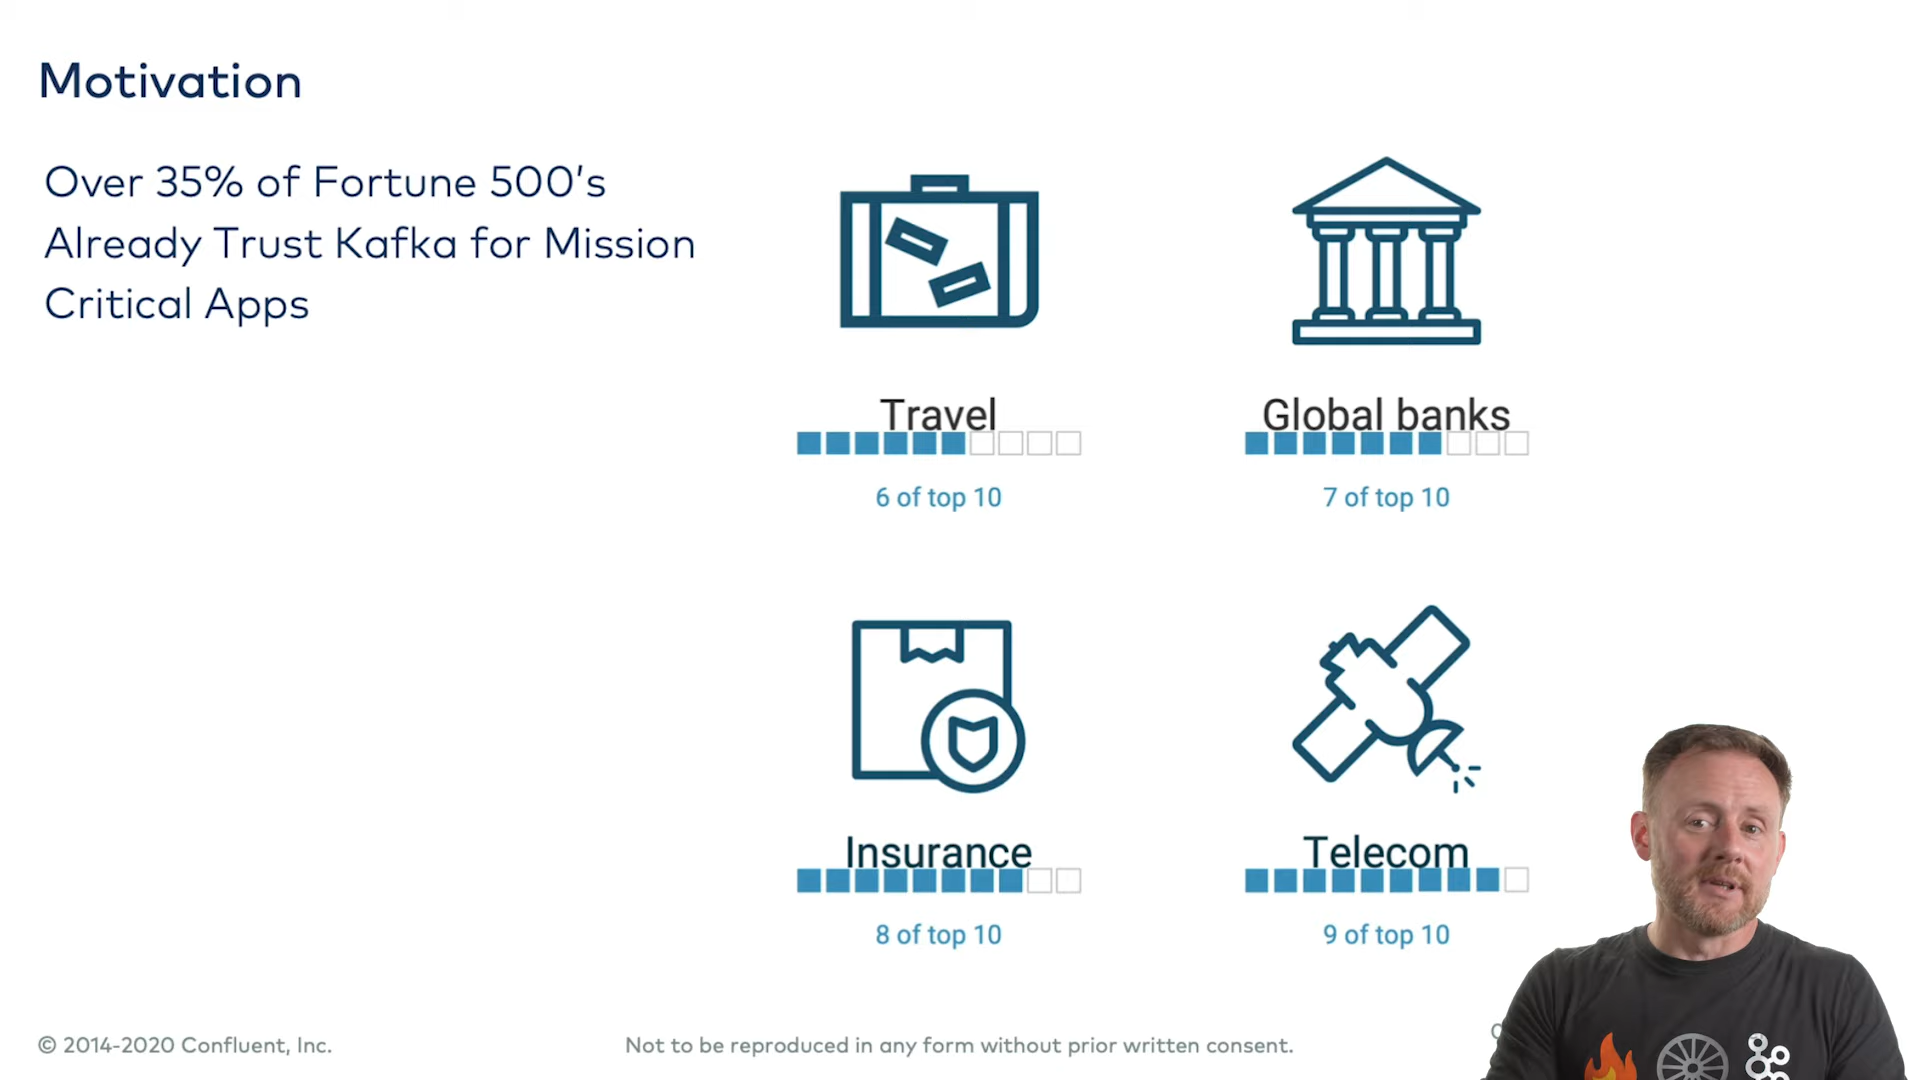 Motivation
Over 35% of Fortune 500's
Already Trust Kafka for Mission
Critical Apps
Travel
6 of top 10
Global banks
7 of top 10
Insurance
8 of top 10
Telecom
9 of top 10
© 2014-2020 Confluent, Inc.
Not to be reproduced in any form without prior written consent.